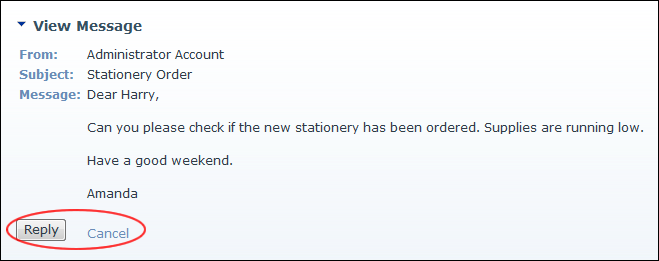 View Message
From: Administrator Account
Subject: Stationery Order
Message: Dear Harry,
Can you please check if the new stationery has been ordered. Supplies are running low.
Have a good weekend.
Amanda
Reply Cancel